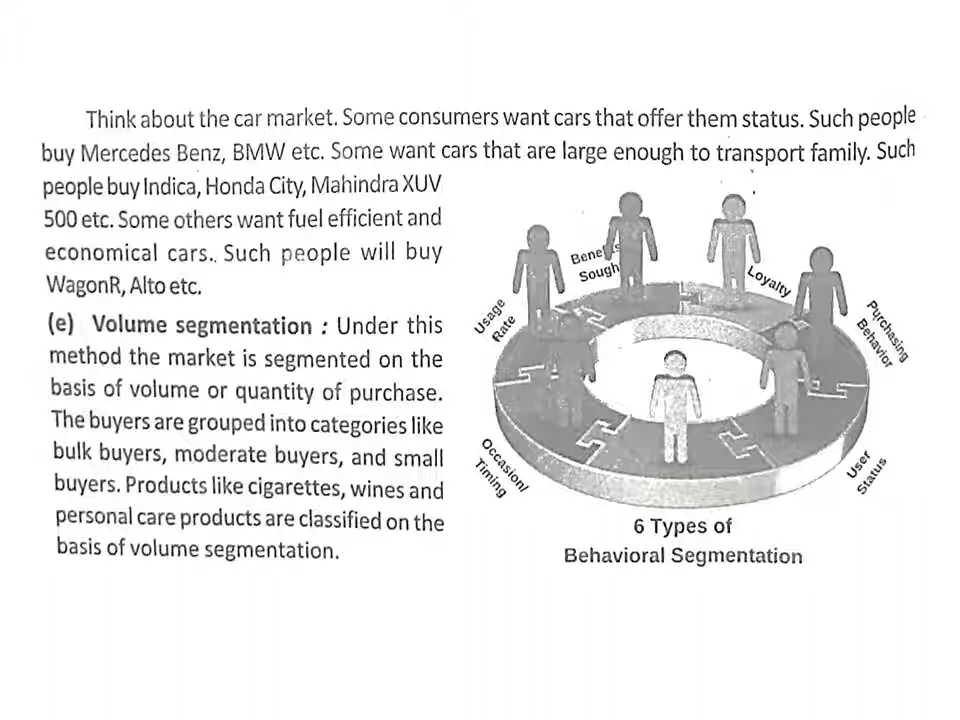 Think about the car market. Some consumers want cars that offer them status. Such people
buy Mercedes Benz, BMW etc. Some want cars that are large enough to transport family. Such
people buy Indica, Honda City, Mahindra XUV
500 etc. Some others want fuel efficient and
economical cars.. Such people will buy
WagonR, Alto etc.
(e) Volume segmentation : Under this
method the market is segmented on the
basis of volume or quantity of purchase.
The buyers are grouped into categories like
bulk buyers, moderate buyers, and small
buyers. Products like cigarettes, wines and
personal care products are classified on the
basis of volume segmentation.
Usage
Rate
Benefits
Sough
Loyalty
Purchasing
Behavior
User
Status
Occasion/
Timing
6 Types of
Behavioral Segmentation